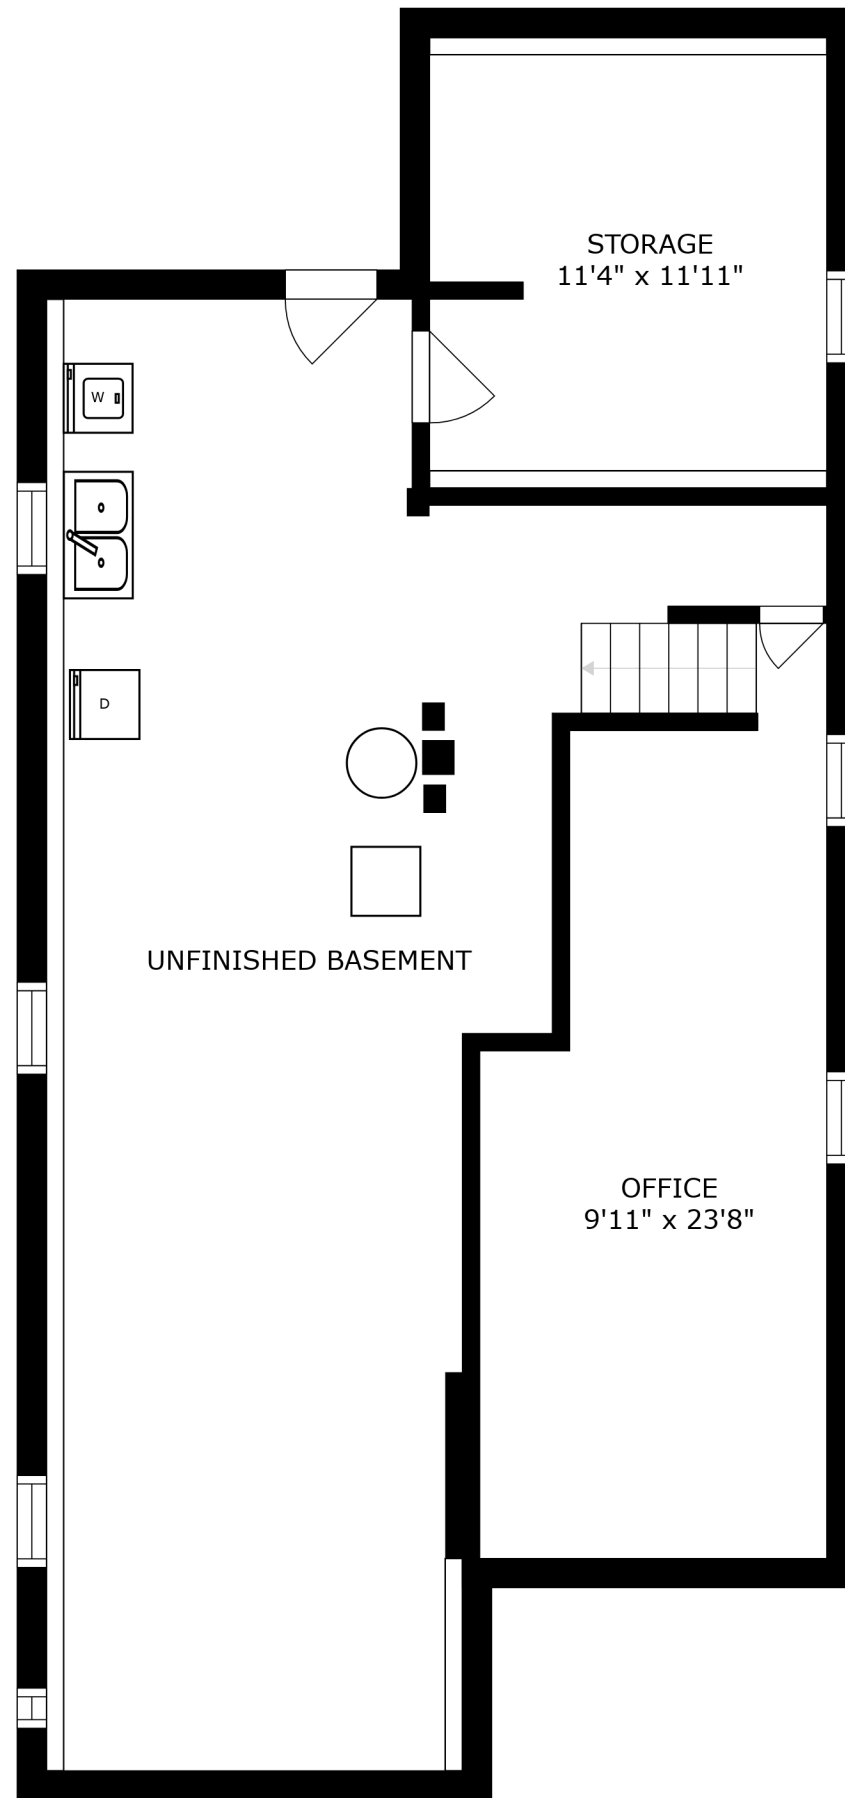 STORAGE
11'4" x 11'11"
W
D
UNFINISHED BASEMENT
OFFICE
9'11" x 23'8"